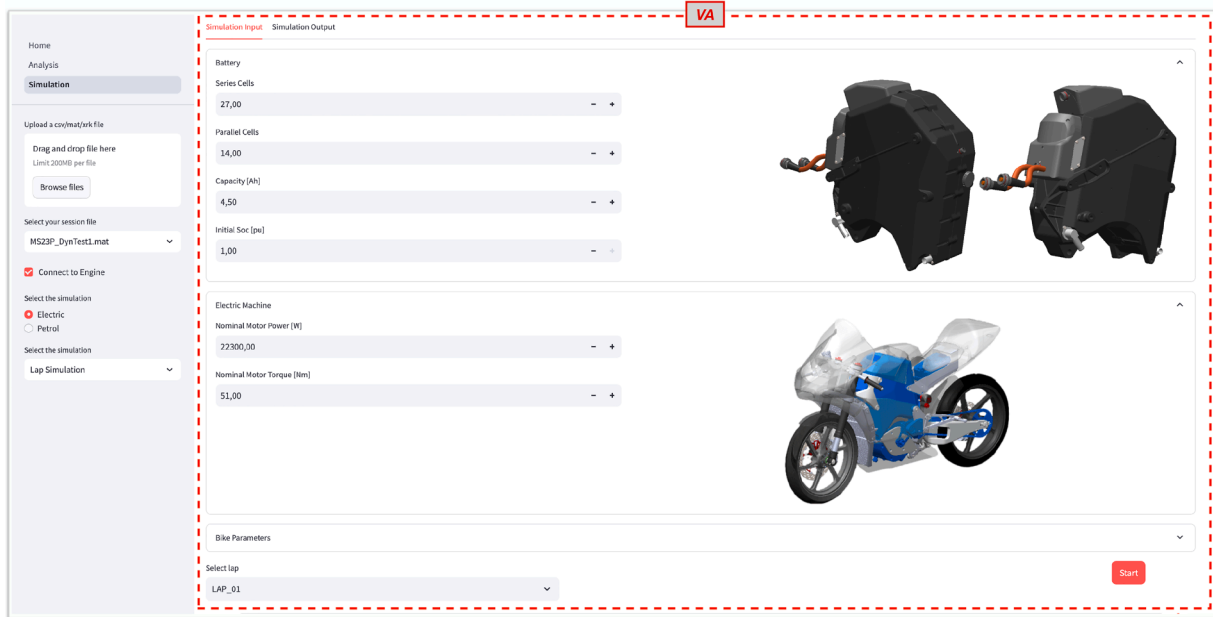 VA
Home
Analysis
Simulation
Upload a csv/mat/xrk file
Drag and drop file here
Limit 200MB per file
Browse files
Select your session file
MS23P_DynTest1.mat
Connect to Engine
Select the simulation
Electric
Petrol
Select the simulation
Lap Simulation
Simulation Input Simulation Output
Battery
Series Cells
27,00 - +
Parallel Cells
14,00 - +
Capacity [Ah]
4,50 - +
Initial Soc [pu]
1,00 - +
Electric Machine
Nominal Motor Power [W]
22300,00 - +
Nominal Motor Torque [Nm]
51,00 - +
Bike Parameters
Select lap
LAP_01
Start